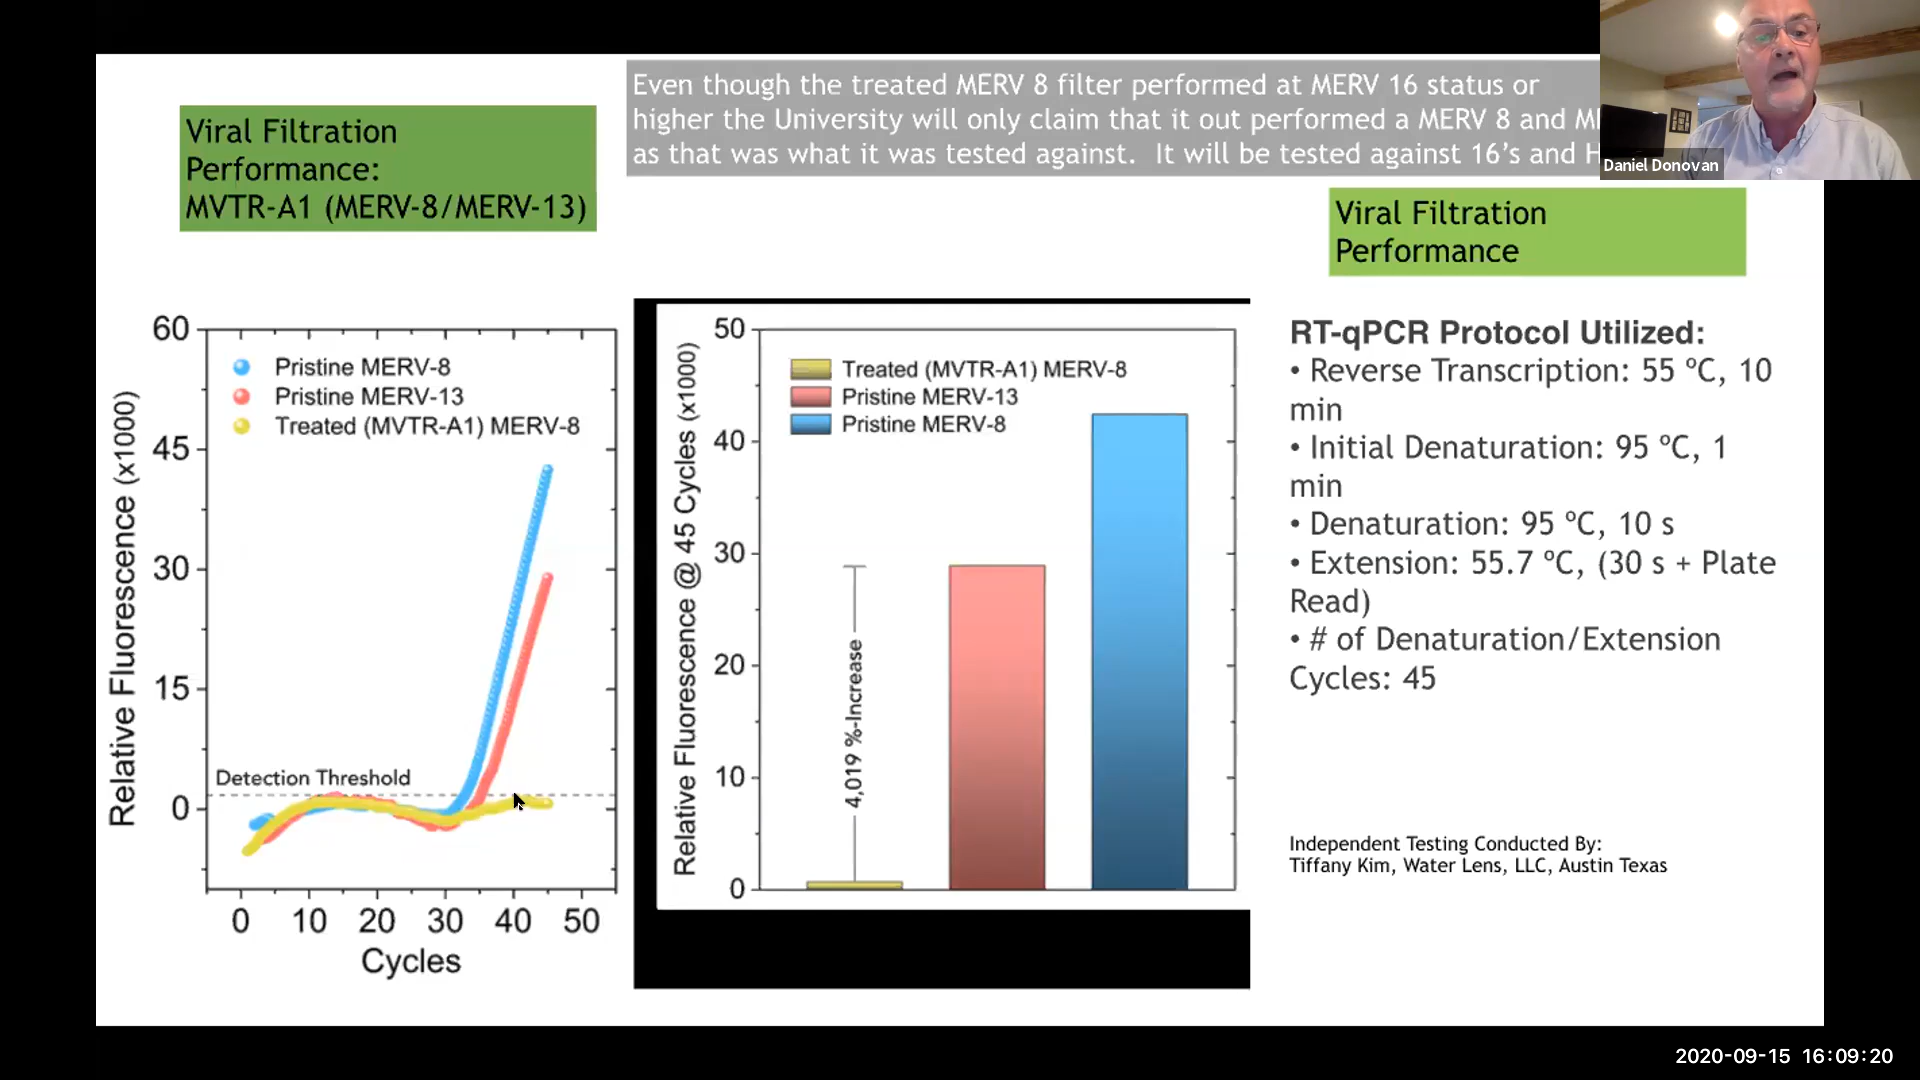 Even though the treated MERV 8 filter performed at MERV 16 status or
higher the University will only claim that it out performed a MERV 8 and
as that was what it was tested against. It will be tested against 16's and
Daniel Donovan
Viral Filtration
Performance:
MVTR-A1 (MERV-8/MERV-13)
Viral Filtration
Performance
60
45
30
15
0
Relative Fluorescence (x1000)
Pristine MERV-8
Pristine MERV-13
Treated (MVTR-A1) MERV-8
Detection Threshold
0 10 20 30 40 50
Cycles
50
40
30
20
10
0
Relative Fluorescence @ 45 Cycles (x1000)
Treated (MVTR-A1) MERV-8
Pristine MERV-13
Pristine MERV-8
4,019 %-Increase
RT-qPCR Protocol Utilized:
• Reverse Transcription: 55 ºC, 10
min
• Initial Denaturation: 95 ºC, 1
min
• Denaturation: 95 ºC, 10 s
• Extension: 55.7 ºC, (30 s + Plate
Read)
• # of Denaturation/Extension
Cycles: 45
Independent Testing Conducted By:
Tiffany Kim, Water Lens, LLC, Austin Texas
2020-09-15 16:09:20